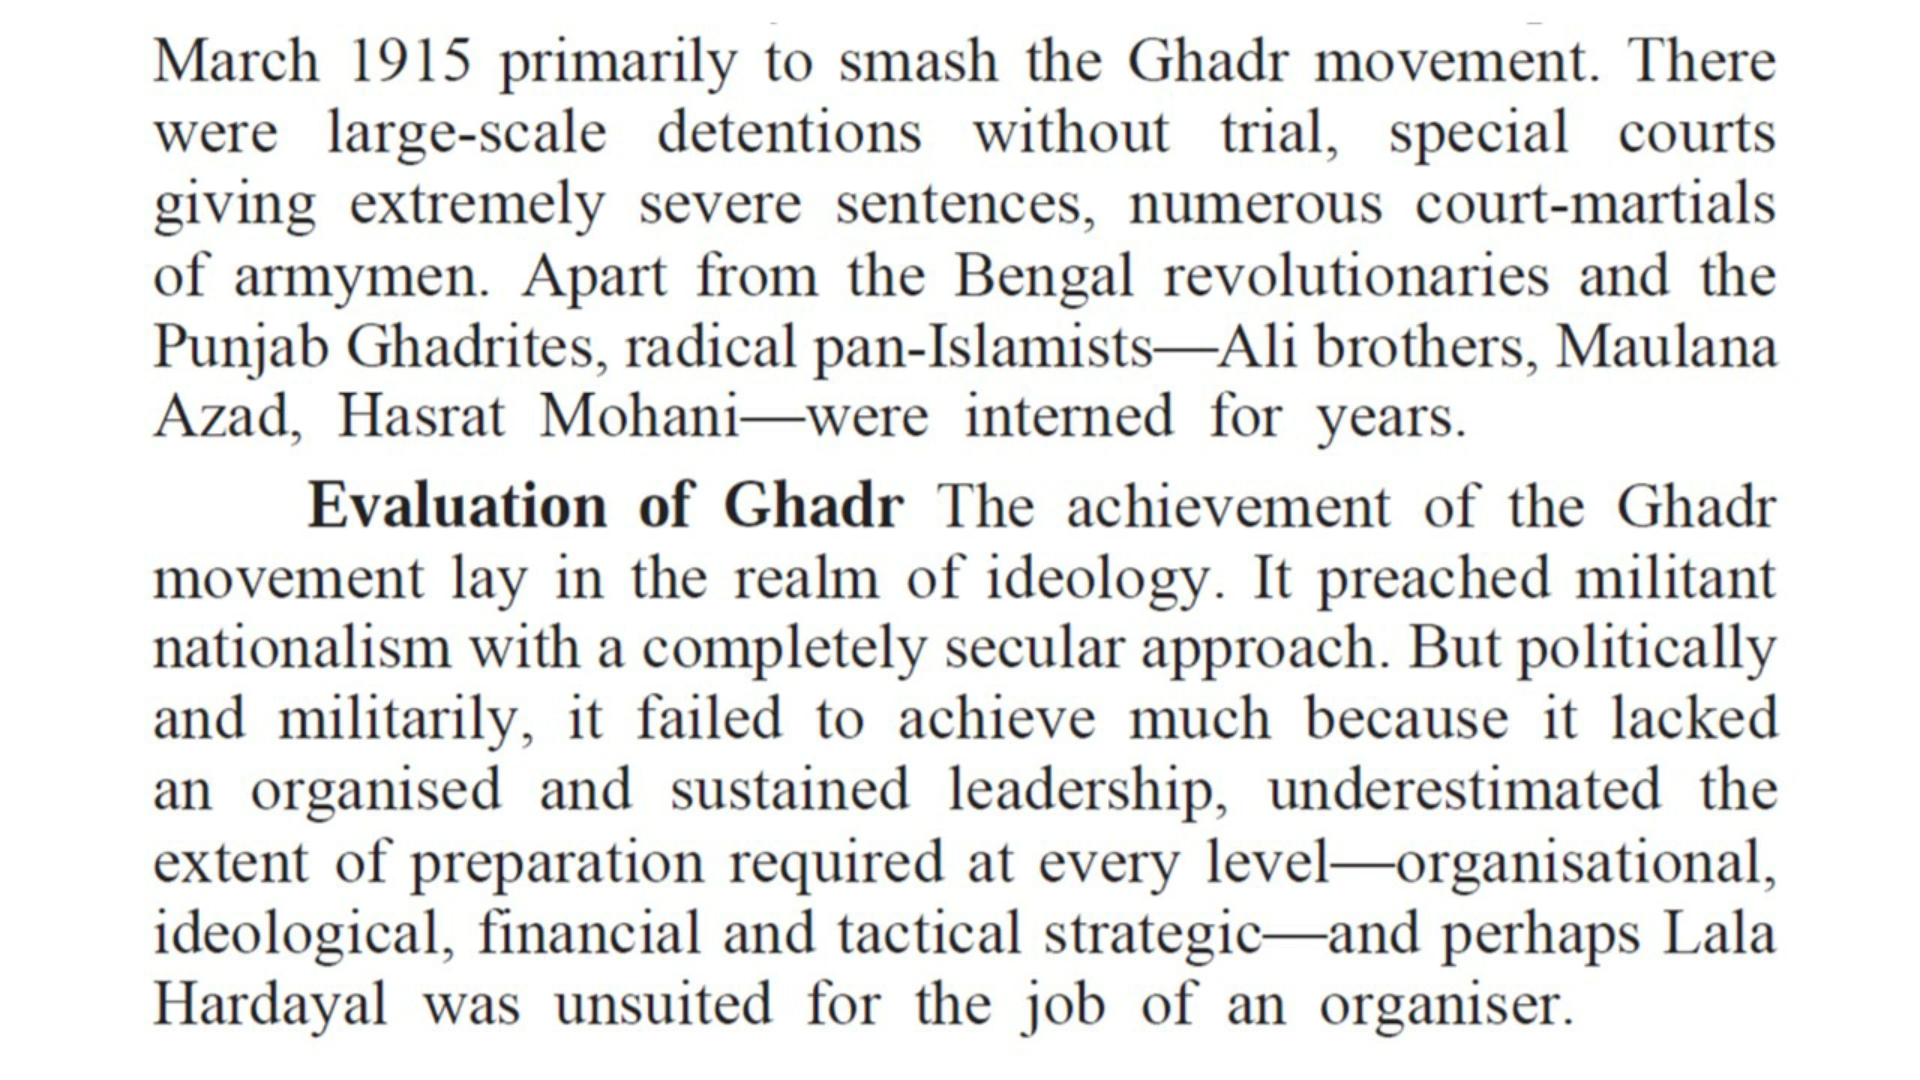 March 1915 primarily to smash the Ghadr movement. There
were large-scale detentions without trial, special courts
giving extremely severe sentences, numerous court-martials
of armymen. Apart from the Bengal revolutionaries and the
Punjab Ghadrites, radical pan-Islamists—Ali brothers, Maulana
Azad, Hasrat Mohani—were interned for years.
Evaluation of Ghadr The achievement of the Ghadr
movement lay in the realm of ideology. It preached militant
nationalism with a completely secular approach. But politically
and militarily, it failed to achieve much because it lacked
an organised and sustained leadership, underestimated the
extent of preparation required at every level—organisational,
ideological, financial and tactical strategic—and perhaps Lala
Hardayal was unsuited for the job of an organiser.